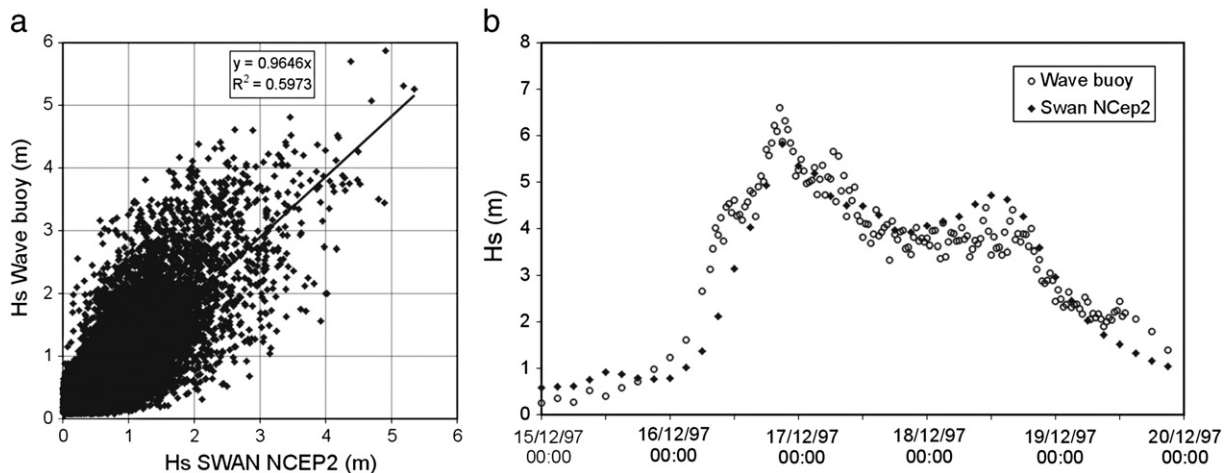 a
6
5
4
3
2
1
0
Hs Wave buoy (m)
y = 0.9646x
R² = 0.5973
0 1 2 3 4 5 6
Hs SWAN NCEP2 (m)
b
8
7
6
5
4
3
2
1
0
Hs (m)
Wave buoy
Swan NCep2
15/12/97 16/12/97 17/12/97 18/12/97 19/12/97 20/12/97
00:00 00:00 00:00 00:00 00:00 00:00